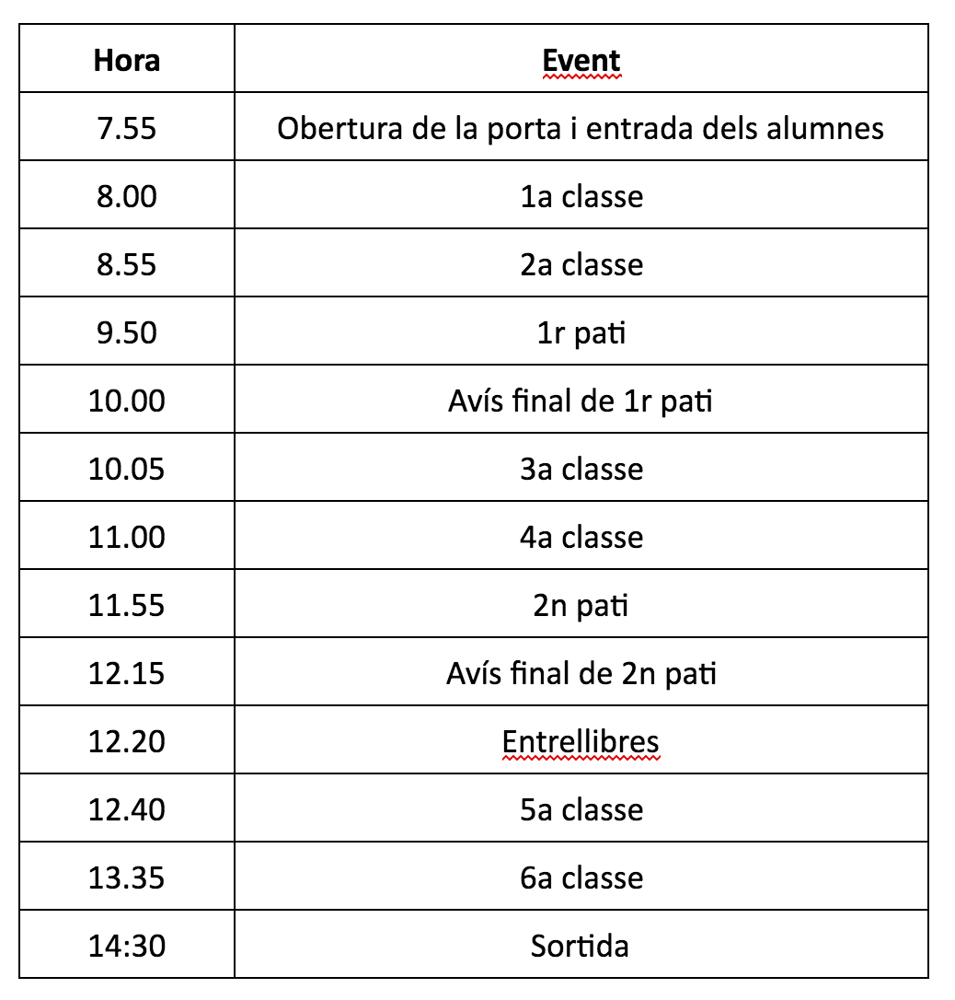 Hora Event
7.55 Obertura de la porta i entrada dels alumnes
8.00 1a classe
8.55 2a classe
9.50 1r pati
10.00 Avís final de 1r pati
10.05 3a classe
11.00 4a classe
11.55 2n pati
12.15 Avís final de 2n pati
12.20 Entrellibres
12.40 5a classe
13.35 6a classe
14:30 Sortida